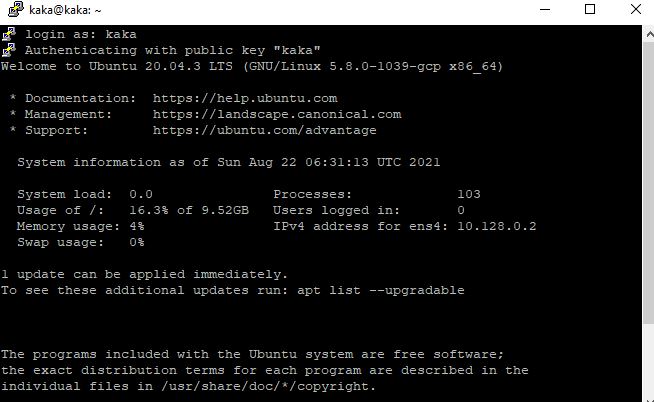 kaka@kaka: ~
login as: kaka
Authenticating with public key "kaka"
Welcome to Ubuntu 20.04.3 LTS (GNU/Linux 5.8.0-1039-gcp x86_64)
* Documentation:  https://help.ubuntu.com
* Management:     https://landscape.canonical.com
* Support:        https://ubuntu.com/advantage
System information as of Sun Aug 22 06:31:13 UTC 2021
System load:  0.0               Processes:             103
Usage of /:   16.3% of 9.52GB   Users logged in:       0
Memory usage: 4%                IPv4 address for ens4: 10.128.0.2
Swap usage:   0%
1 update can be applied immediately.
To see these additional updates run: apt list --upgradable
The programs included with the Ubuntu system are free software;
the exact distribution terms for each program are described in the
individual files in /usr/share/doc/*/copyright.